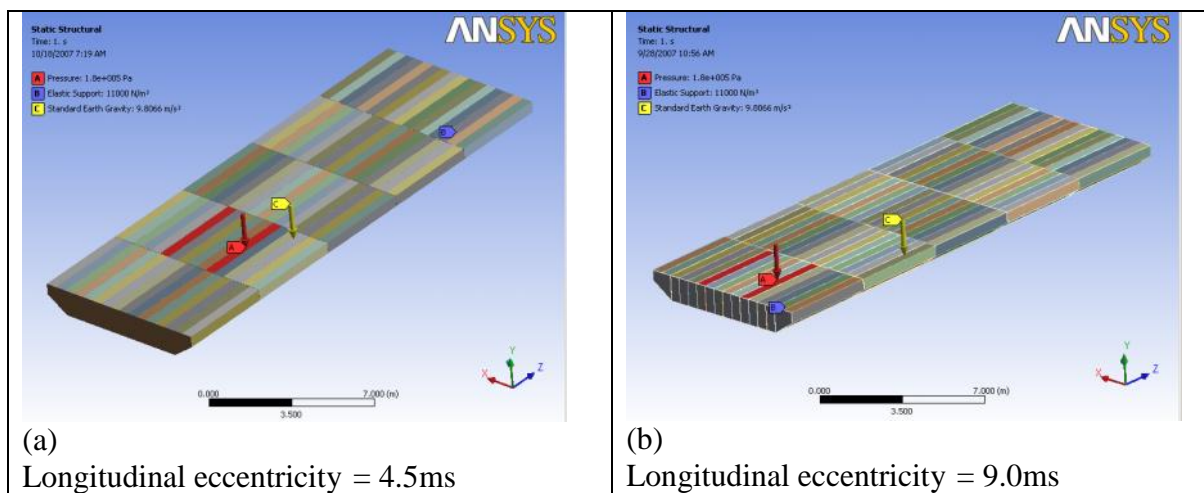 Static Structural
Time: 1. s
10/10/2007 7:19 AM
A Pressure: 1.8e+005 Pa
B Elastic Support: 11000 N/m³
C Standard Earth Gravity: 9.8066 m/s²
ANSYS
C
B
A
Y
X
Z
0.000
7.000 (m)
3.500
(a)
Longitudinal eccentricity = 4.5ms
Static Structural
Time: 1. s
9/28/2007 10:56 AM
A Pressure: 1.8e+005 Pa
B Elastic Support: 11000 N/m³
C Standard Earth Gravity: 9.8066 m/s²
ANSYS
C
A
B
Y
X
Z
0.000
7.000 (m)
3.500
(b)
Longitudinal eccentricity = 9.0ms